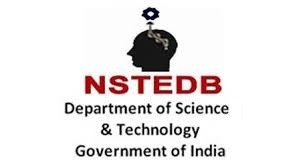 NSTEDB
Department of Science
& Technology
Government of India